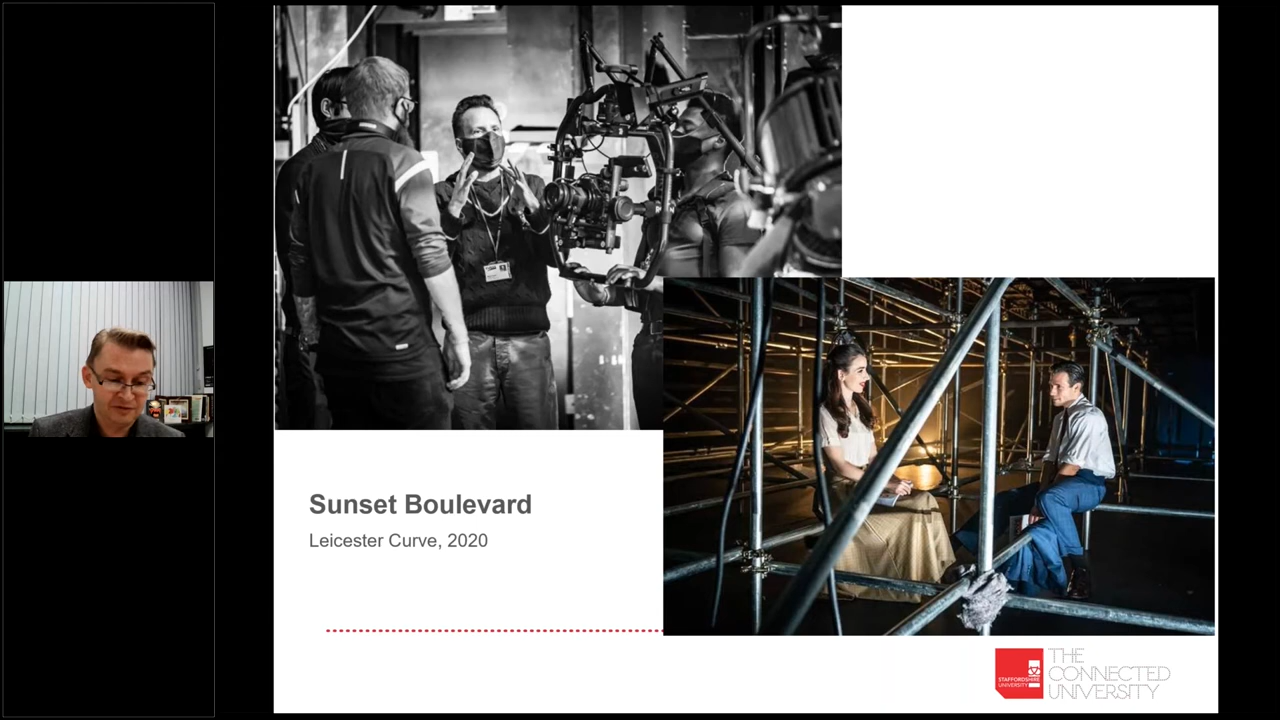 Sunset Boulevard
Leicester Curve, 2020
STAFFORDSHIRE
UNIVERSITY
THE
CONNECTED
UNIVERSITY